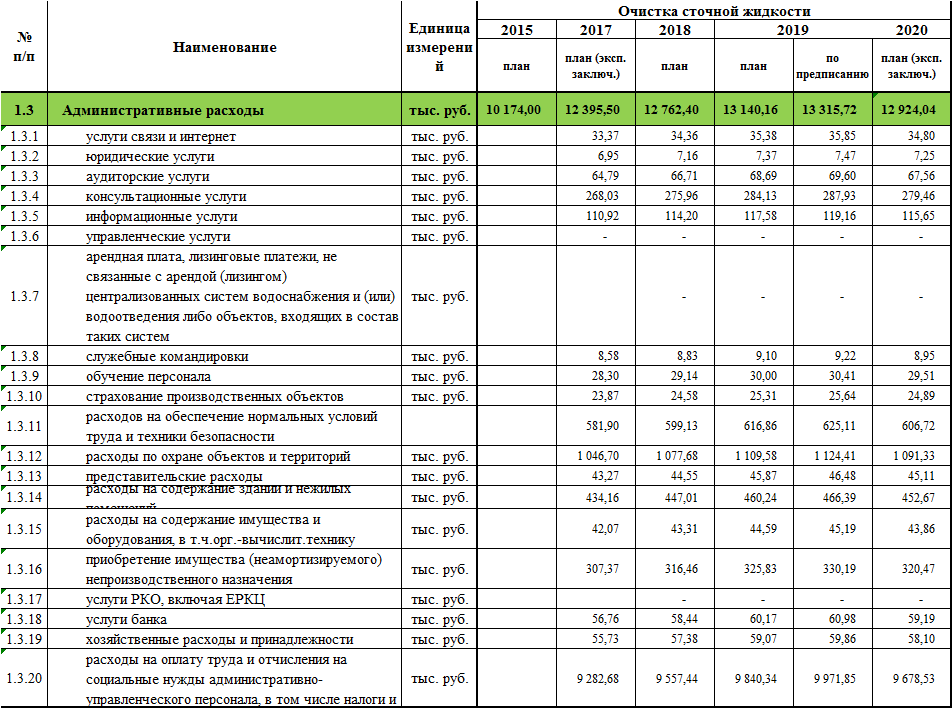 № п/п Наименование Единица измерени й Очистка сточной жидкости
2015 2017 2018 2019 2020
план план (эксп. заключ.) план план по предписанию план (эксп. заключ.)
1.3 Административные расходы тыс. руб. 10 174,00 12 395,50 12 762,40 13 140,16 13 315,72 12 924,04
1.3.1 услуги связи и интернет тыс. руб. 33,37 34,36 35,38 35,85 34,80
1.3.2 юридические услуги тыс. руб. 6,95 7,16 7,37 7,47 7,25
1.3.3 аудиторские услуги тыс. руб. 64,79 66,71 68,69 69,60 67,56
1.3.4 консультационные услуги тыс. руб. 268,03 275,96 284,13 287,93 279,46
1.3.5 информационные услуги тыс. руб. 110,92 114,20 117,58 119,16 115,65
1.3.6 управленческие услуги тыс. руб. - - - - -
арендная плата, лизинговые платежи, не
связанные с арендой (лизингом)
1.3.7 централизованных систем водоснабжения и (или) тыс. руб. - - - -
водоотведения либо объектов, входящих в состав
таких систем
1.3.8 служебные командировки тыс. руб. 8,58 8,83 9,10 9,22 8,95
1.3.9 обучение персонала тыс. руб. 28,30 29,14 30,00 30,41 29,51
1.3.10 страхование производственных объектов тыс. руб. 23,87 24,58 25,31 25,64 24,89
1.3.11 расходов на обеспечение нормальных условий
труда и техники безопасности 581,90 599,13 616,86 625,11 606,72
1.3.12 расходы по охране объектов и территорий тыс. руб. 1 046,70 1 077,68 1 109,58 1 124,41 1 091,33
1.3.13 представительские расходы тыс. руб. 43,27 44,55 45,87 46,48 45,11
1.3.14 расходы на содержание зданий и нежилых
помещений тыс. руб. 434,16 447,01 460,24 466,39 452,67
1.3.15 расходы на содержание имущества и
оборудования, в т.ч.орг.-вычислит.технику тыс. руб. 42,07 43,31 44,59 45,19 43,86
1.3.16 приобретение имущества (неамортизируемого)
непроизводственного назначения тыс. руб. 307,37 316,46 325,83 330,19 320,47
1.3.17 услуги РКО, включая ЕРКЦ тыс. руб. - - - -
1.3.18 услуги банка тыс. руб. 56,76 58,44 60,17 60,98 59,19
1.3.19 хозяйственные расходы и принадлежности тыс. руб. 55,73 57,38 59,07 59,86 58,10
расходы на оплату труда и отчисления на
1.3.20 социальные нужды административно- тыс. руб. 9 282,68 9 557,44 9 840,34 9 971,85 9 678,53
управленческого персонала, в том числе налоги и